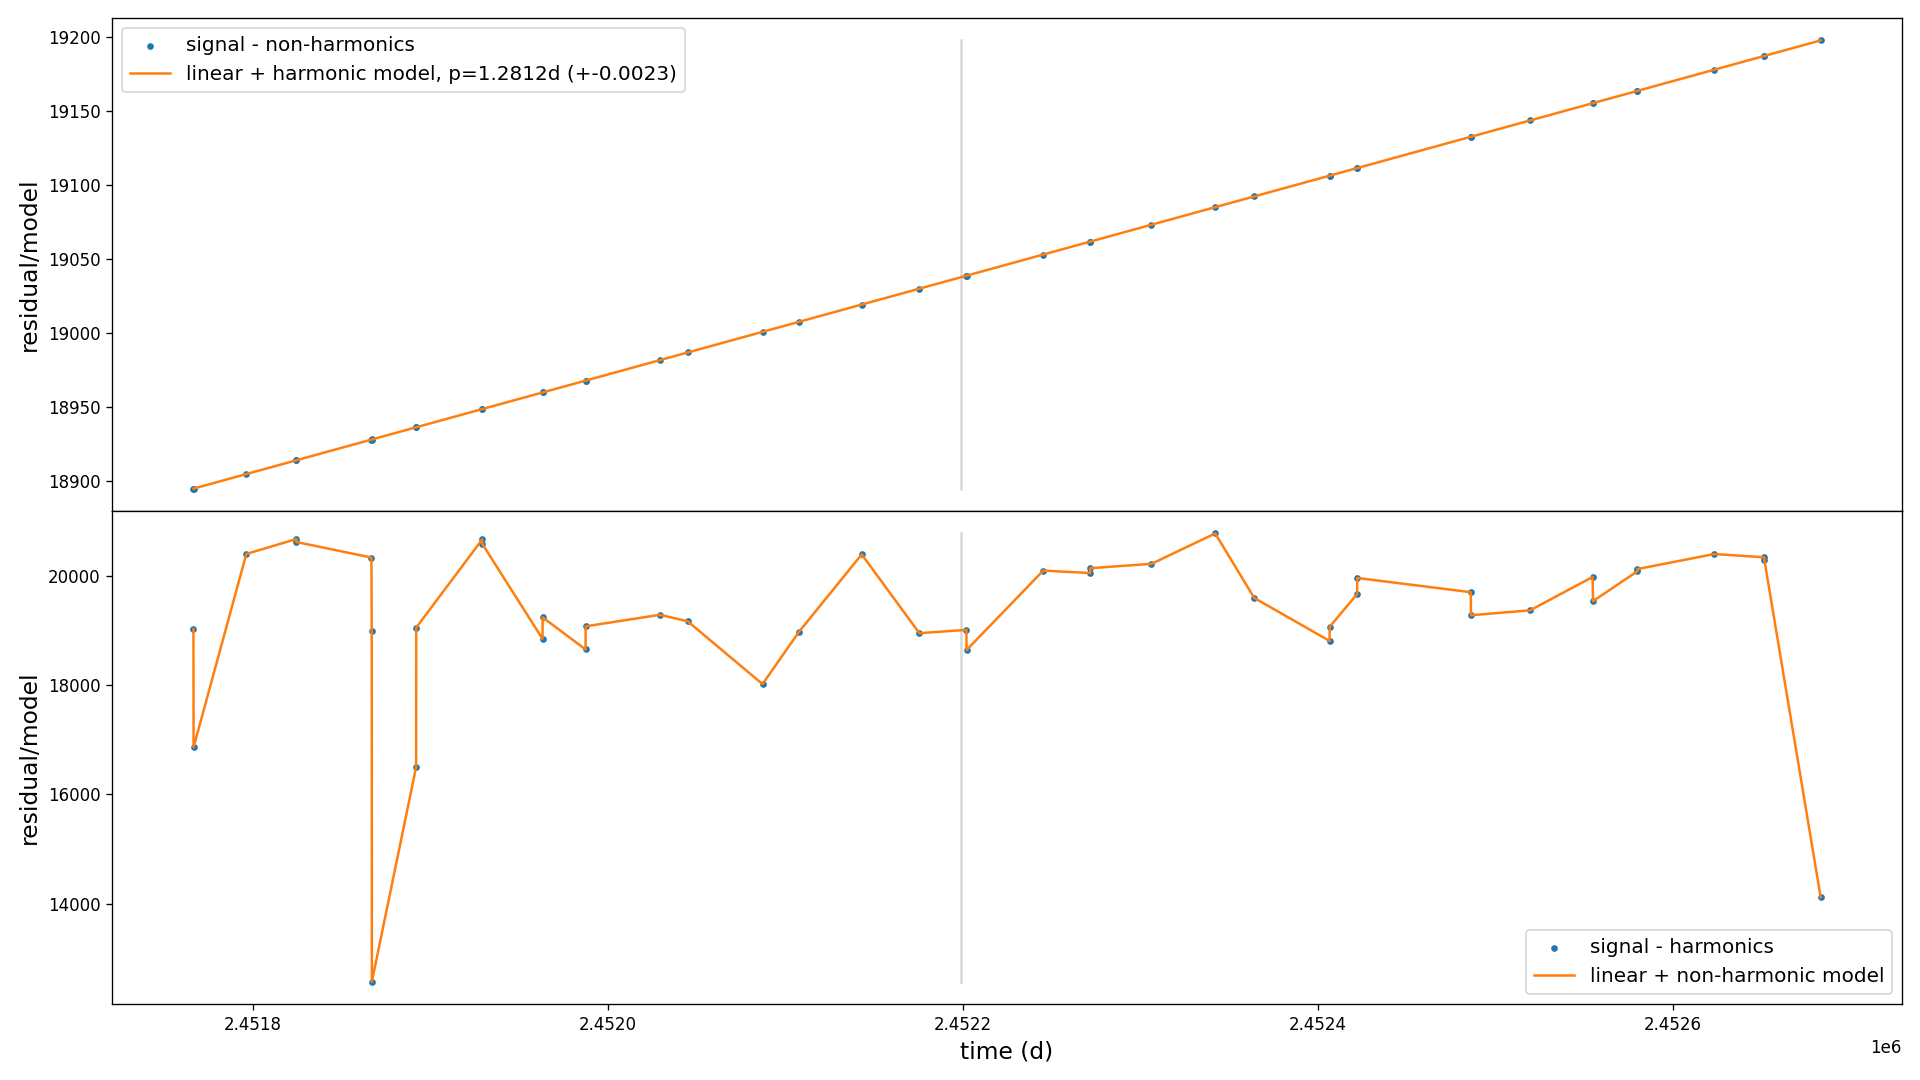 signal - non-harmonics
linear + harmonic model, p=1.2812d (+-0.0023)
19200
19150
19100
19050
19000
18950
18900
residual/model
20000
18000
16000
14000
residual/model
signal - harmonics
linear + non-harmonic model
2.4518
2.4520
2.4522
2.4524
2.4526
1e6
time (d)